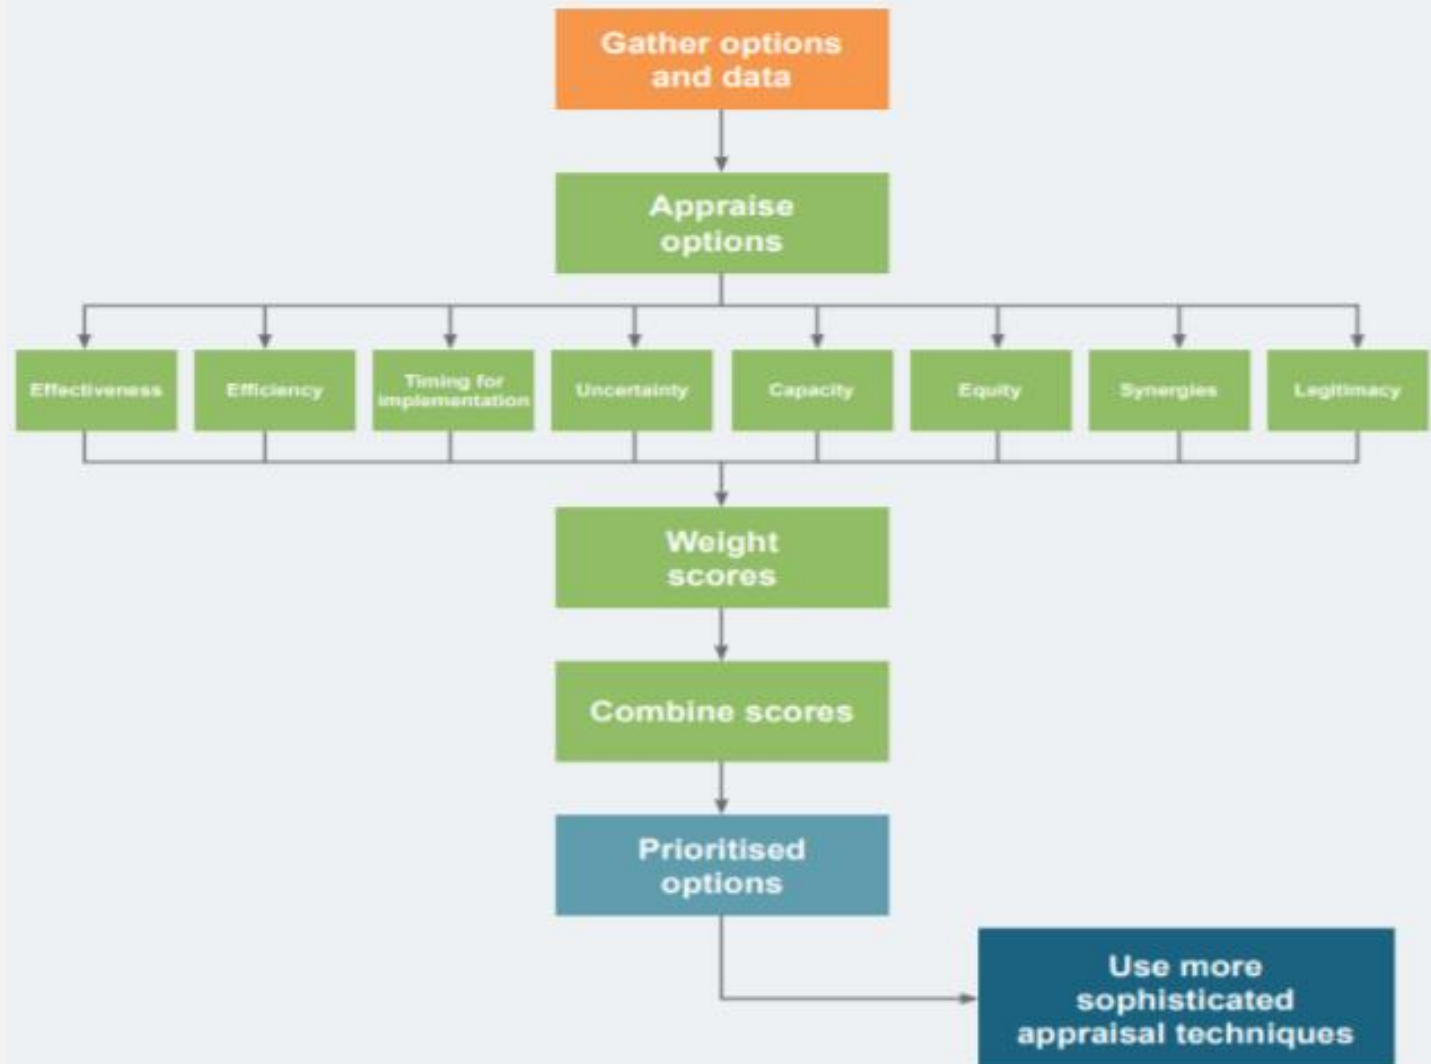 Gather options
and data
Appraise
options
Effectiveness
Efficiency
Timing for
implementation
Uncertainty
Capacity
Equity
Synergies
Legitimacy
Weight
scores
Combine scores
Prioritised
options
Use more
sophisticated
appraisal techniques